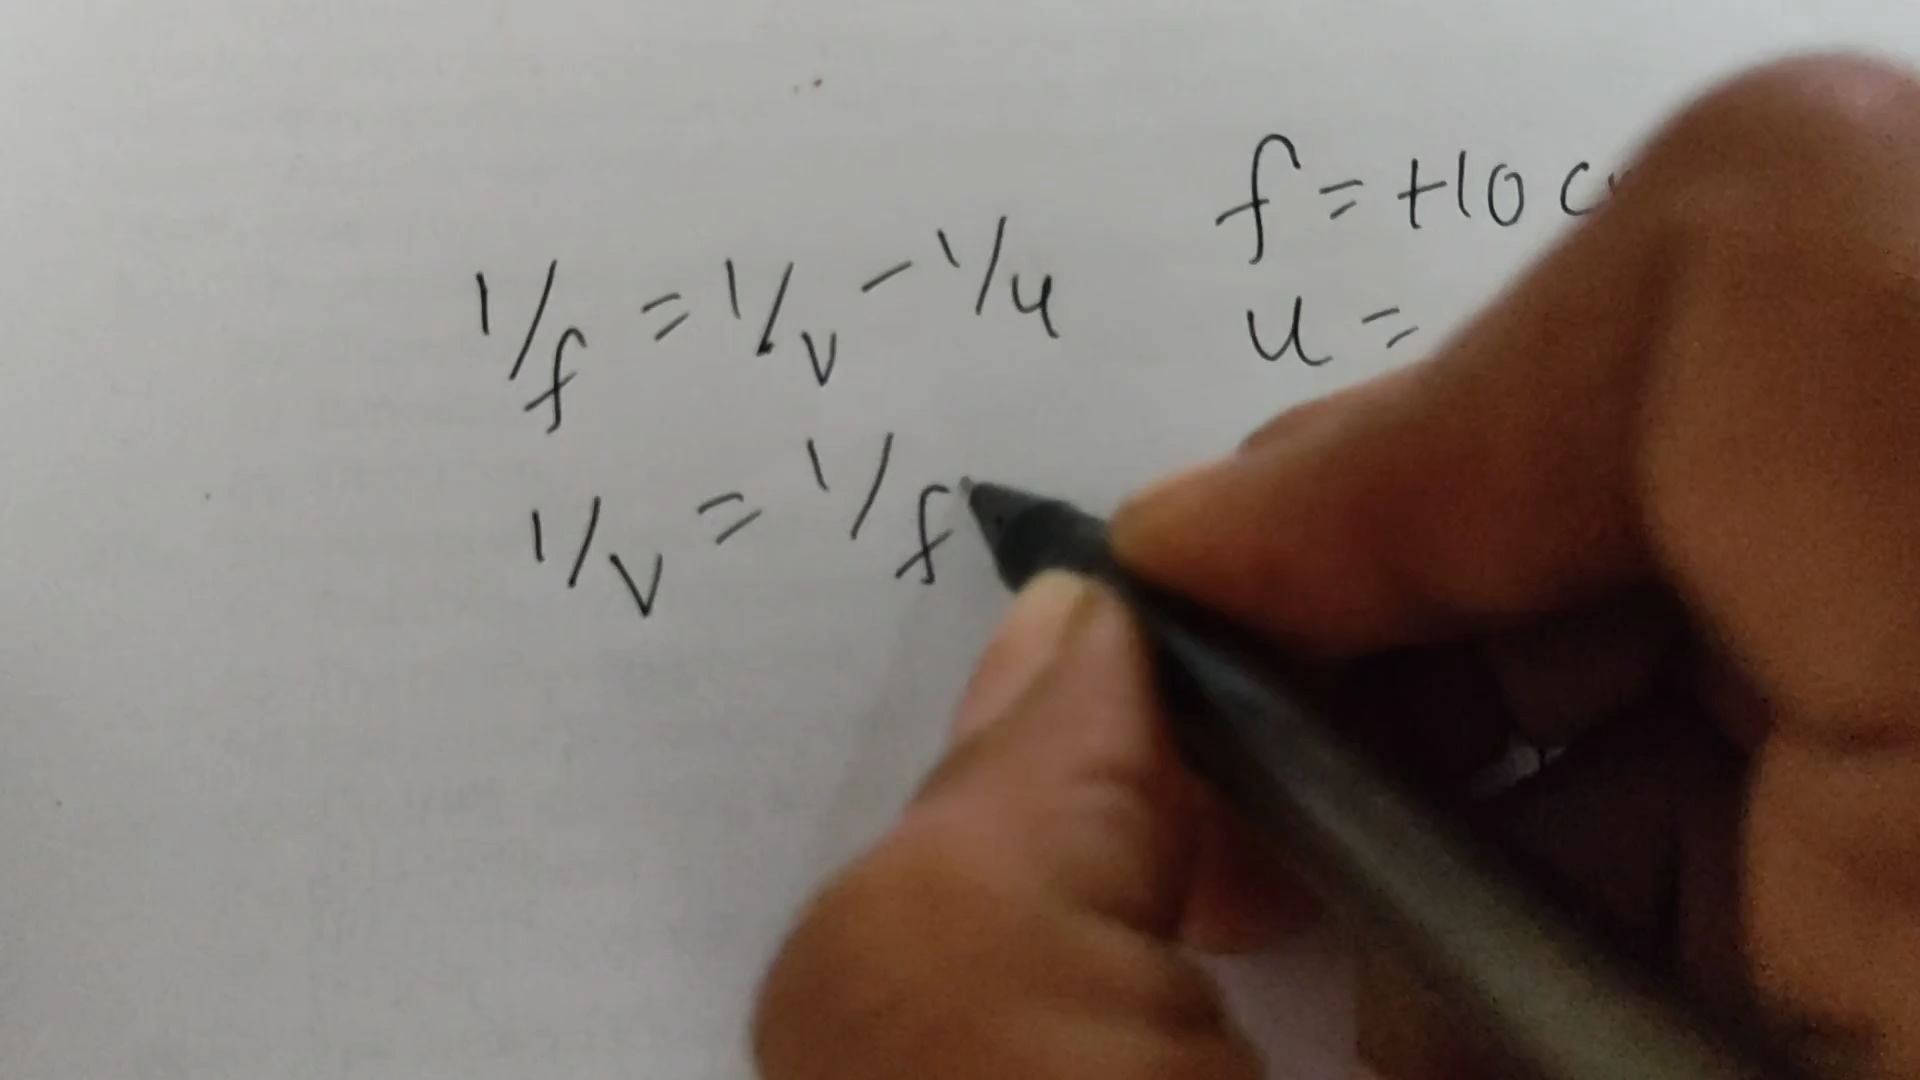 1/f = 1/v - 1/u
1/v = 1/f
f = +10 c
u =